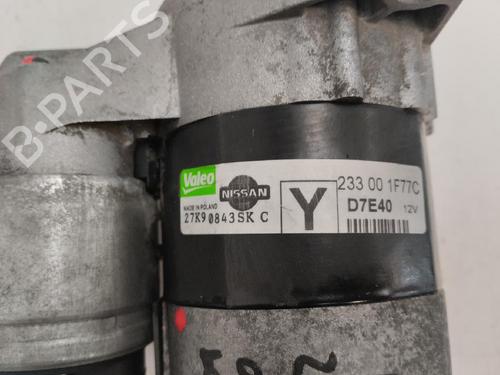 B-PARTS
Valeo
NISSAN
MADE IN POLAND
27K90843SK C
Y
233 00 1F77C
D7E40 12V